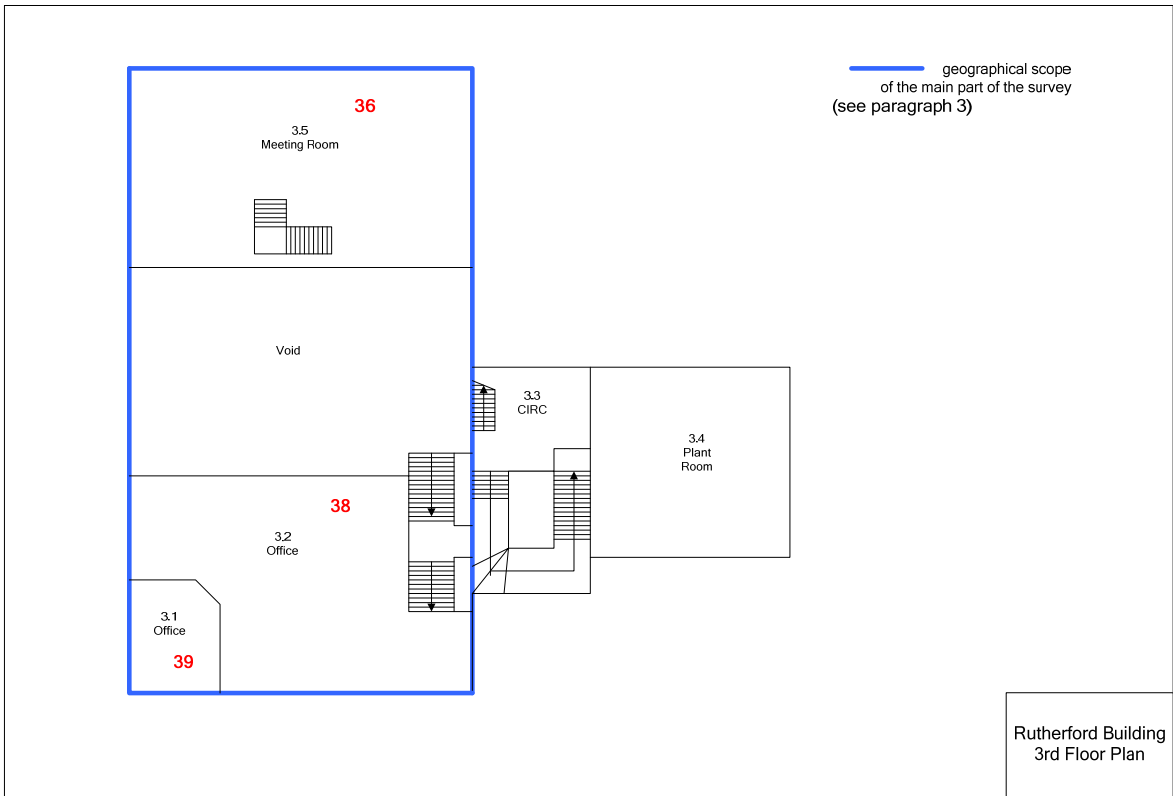 geographical scope
of the main part of the survey
(see paragraph 3)
36
3.5
Meeting Room
Void
3.3
CIRC
3.4
Plant
Room
38
3.2
Office
3.1
Office
39
Rutherford Building
3rd Floor Plan